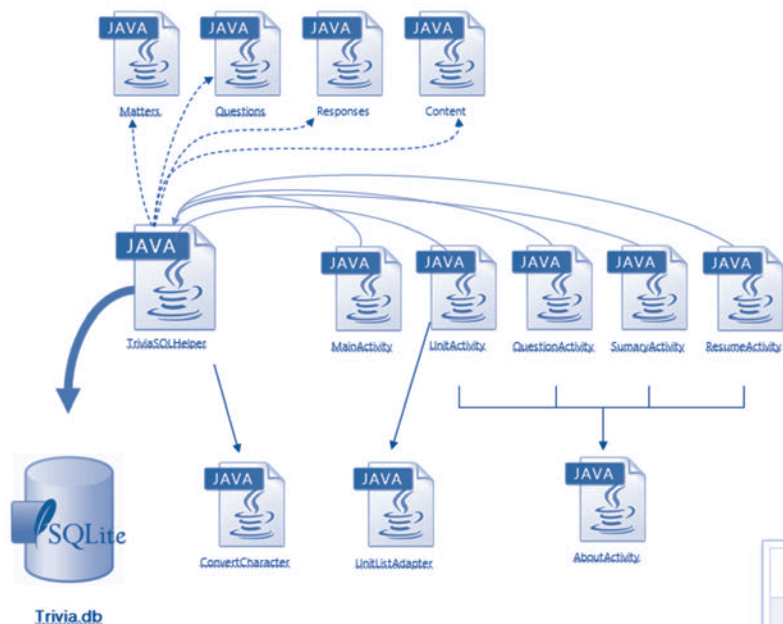 JAVA JAVA JAVA JAVA
Matters Questions Responses Content
JAVA JAVA JAVA JAVA JAVA JAVA
TriviaSQLHelper MainActivity UnitActivity QuestionActivity SumaryActivity ResumeActivity
JAVA JAVA JAVA
SQLite
ConvertCharacter UnitListAdapter AboutActivity
Trivia.db